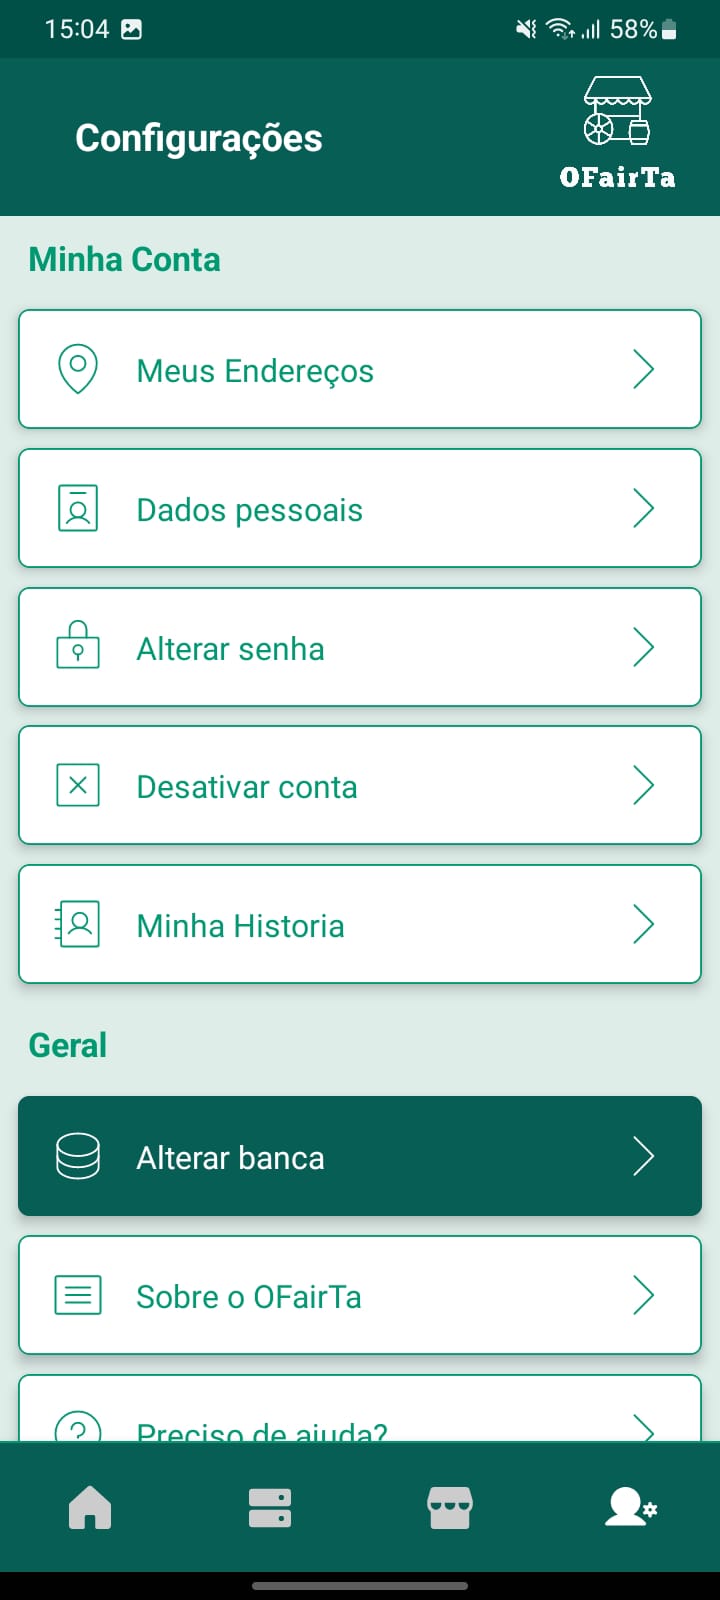 15:04
58%
Configurações
OFairTa
Minha Conta
Meus Endereços
Dados pessoais
Alterar senha
Desativar conta
Minha Historia
Geral
Alterar banca
Sobre o OFairTa
Preciso de ajuda?